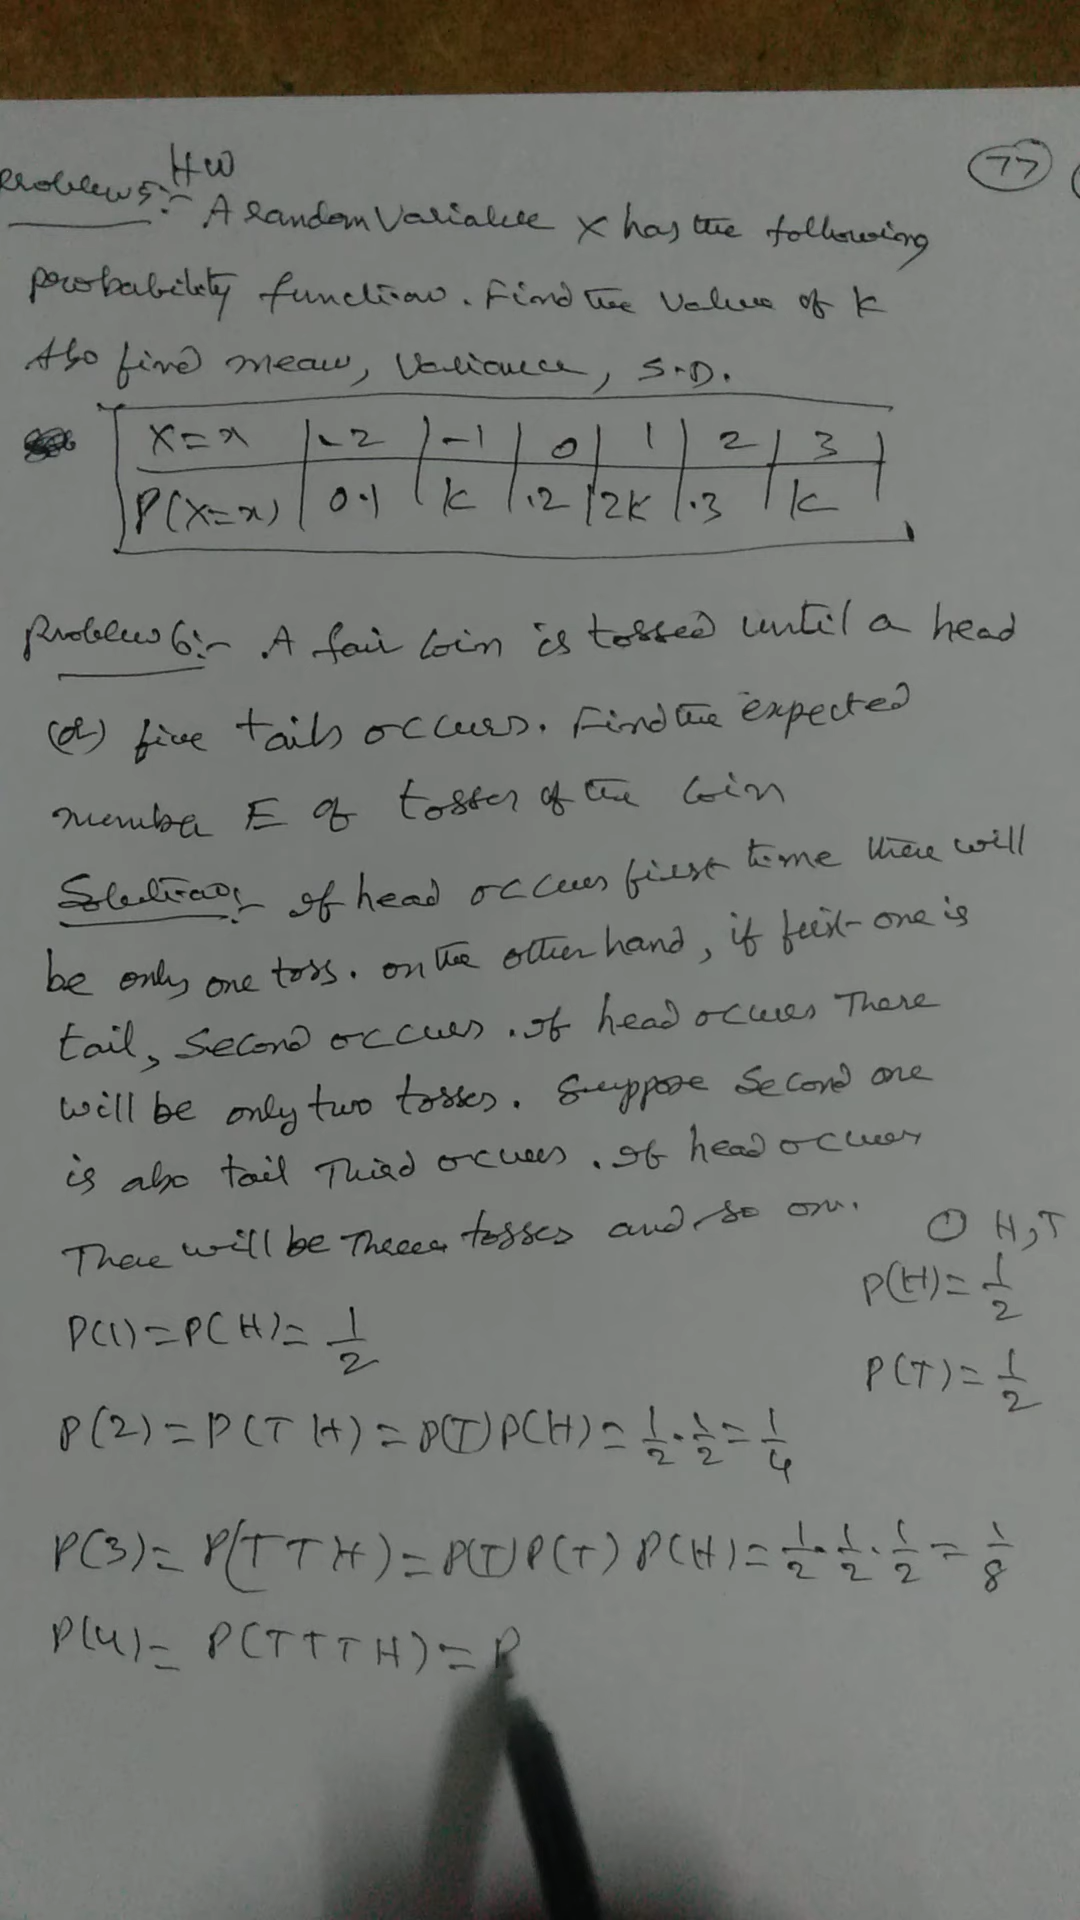 HW
77
Problem 5:-
A random variable X has the following
probability function. Find the value of K
Also find mean, Variance, S.D.
X=x | -2 | -1 | 0 | 1 | 2 | 3
P(X=x) | 0.1 | K | .2 | 2K | .3 | K
Problem 6:- A fair coin is tossed until a head
(or) five tails occurs. Find the expected
number E of tosses of the coin
Solution:- If head occurs first time there will
be only one toss. on the other hand, if first one is
tail, Second occurs. If head occurs There
will be only two tosses. Suppose Second one
is also tail Third occurs. If head occurs
There will be Three tosses and so on.
① H, T
P(H) = 1/2
P(T) = 1/2
P(1) = P(H) = 1/2
P(2) = P(T H) = P(T) P(H) = 1/2 . 1/2 = 1/4
P(3) = P(T T H) = P(T) P(T) P(H) = 1/2 . 1/2 . 1/2 = 1/8
P(4) = P(T T T H) = P